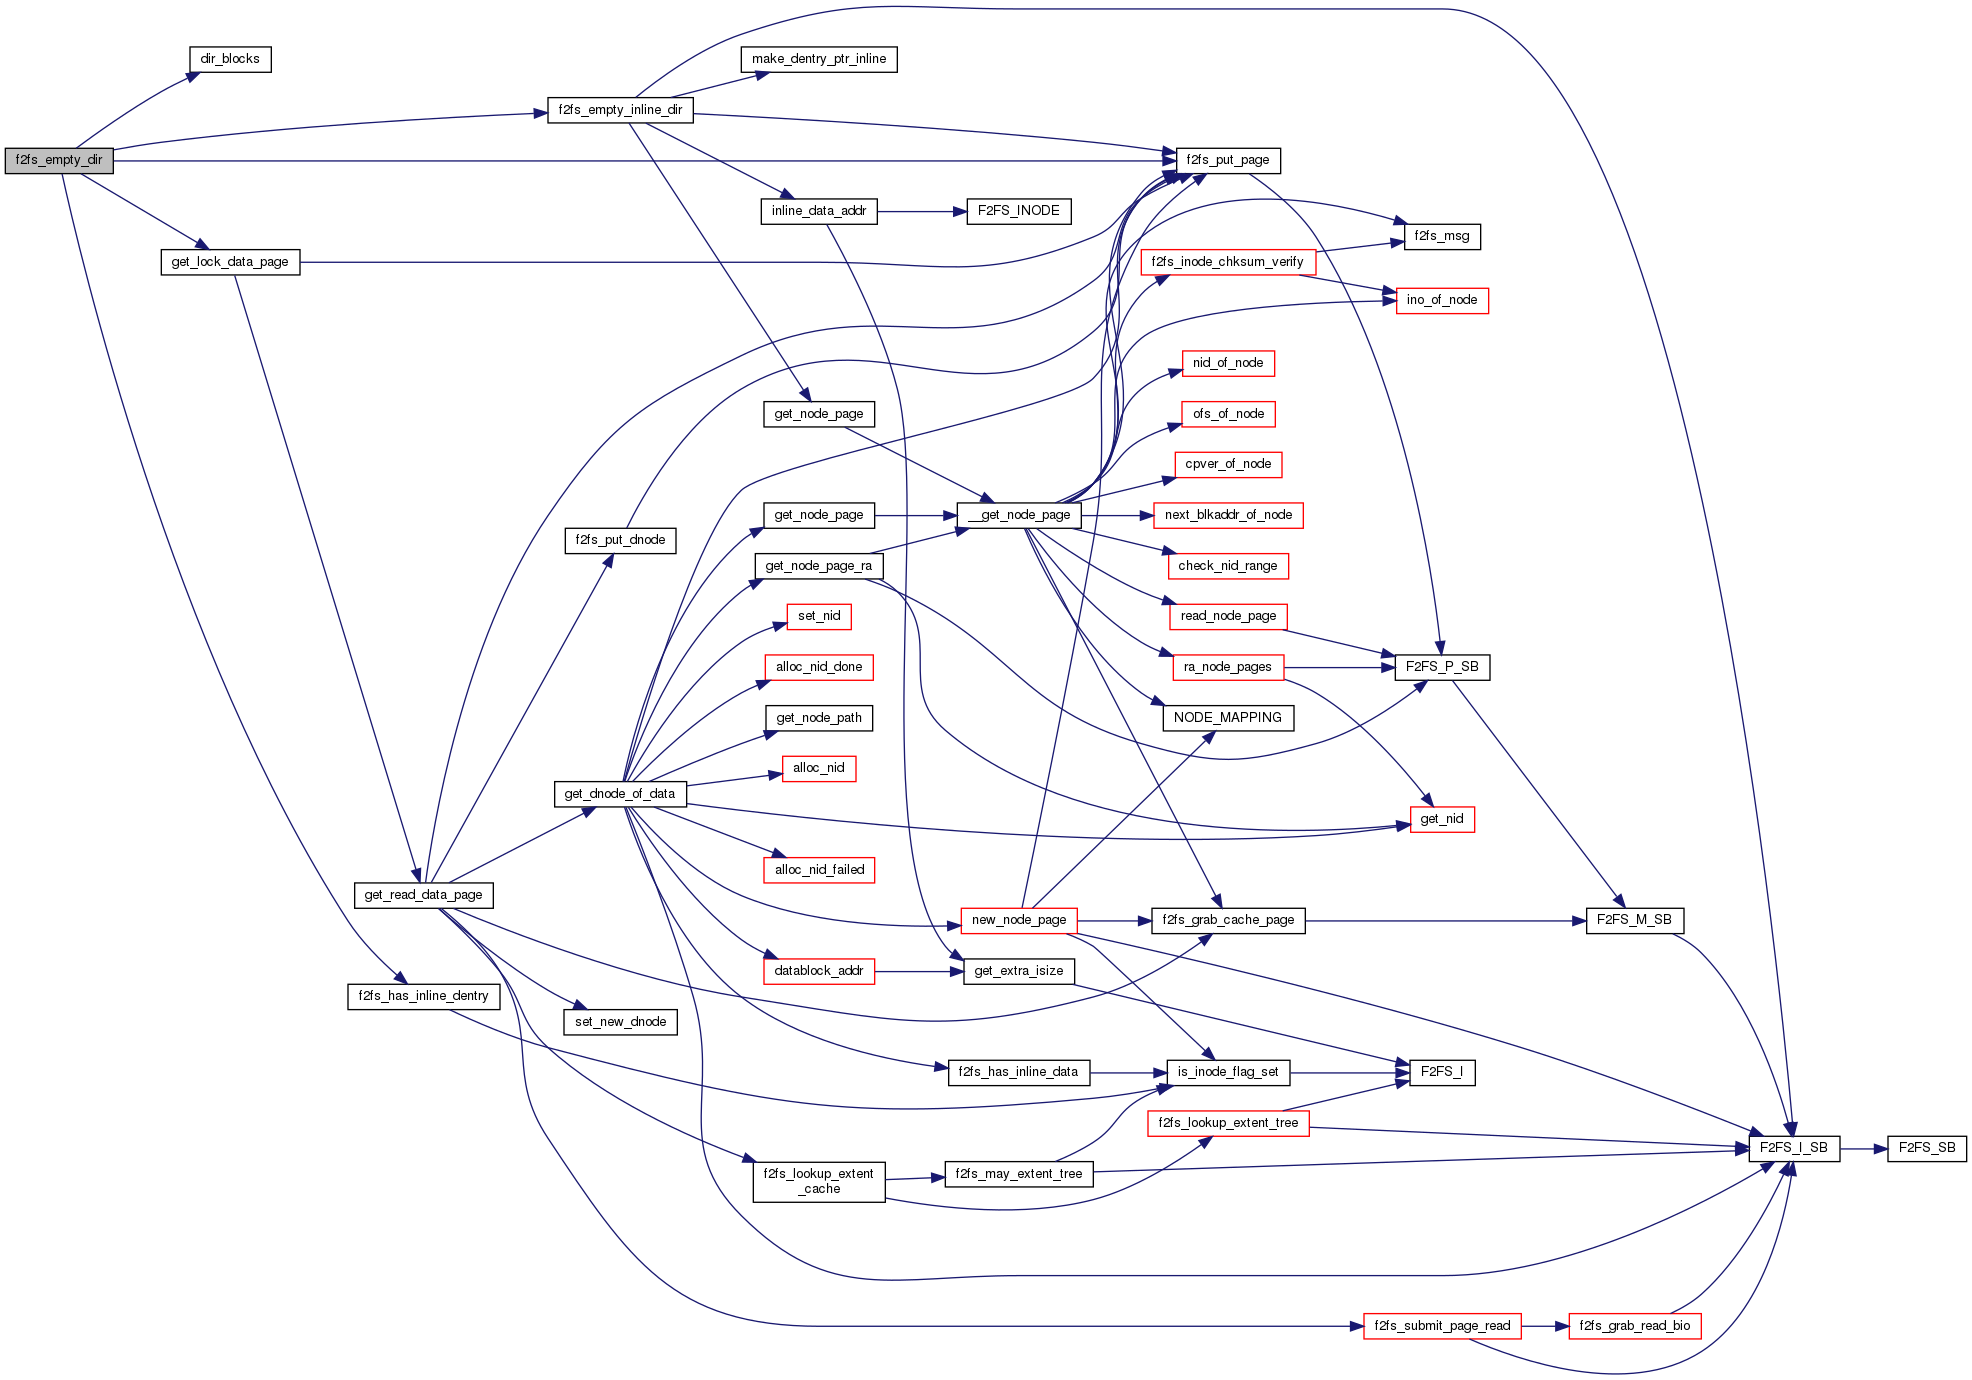 dir_blocks
make_dentry_ptr_inline
f2fs_empty_inline_dir
f2fs_empty_dir
f2fs_put_page
inline_data_addr
F2FS_INODE
f2fs_msg
get_lock_data_page
f2fs_inode_chksum_verify
ino_of_node
nid_of_node
get_node_page
ofs_of_node
cpver_of_node
get_node_page
__get_node_page
next_blkaddr_of_node
f2fs_put_dnode
get_node_page_ra
check_nid_range
set_nid
read_node_page
alloc_nid_done
ra_node_pages
F2FS_P_SB
get_node_path
NODE_MAPPING
alloc_nid
get_dnode_of_data
get_nid
alloc_nid_failed
get_read_data_page
new_node_page
f2fs_grab_cache_page
F2FS_M_SB
datablock_addr
get_extra_isize
f2fs_has_inline_dentry
set_new_dnode
f2fs_has_inline_data
is_inode_flag_set
F2FS_I
f2fs_lookup_extent_tree
F2FS_I_SB
F2FS_SB
f2fs_lookup_extent
_cache
f2fs_may_extent_tree
f2fs_submit_page_read
f2fs_grab_read_bio